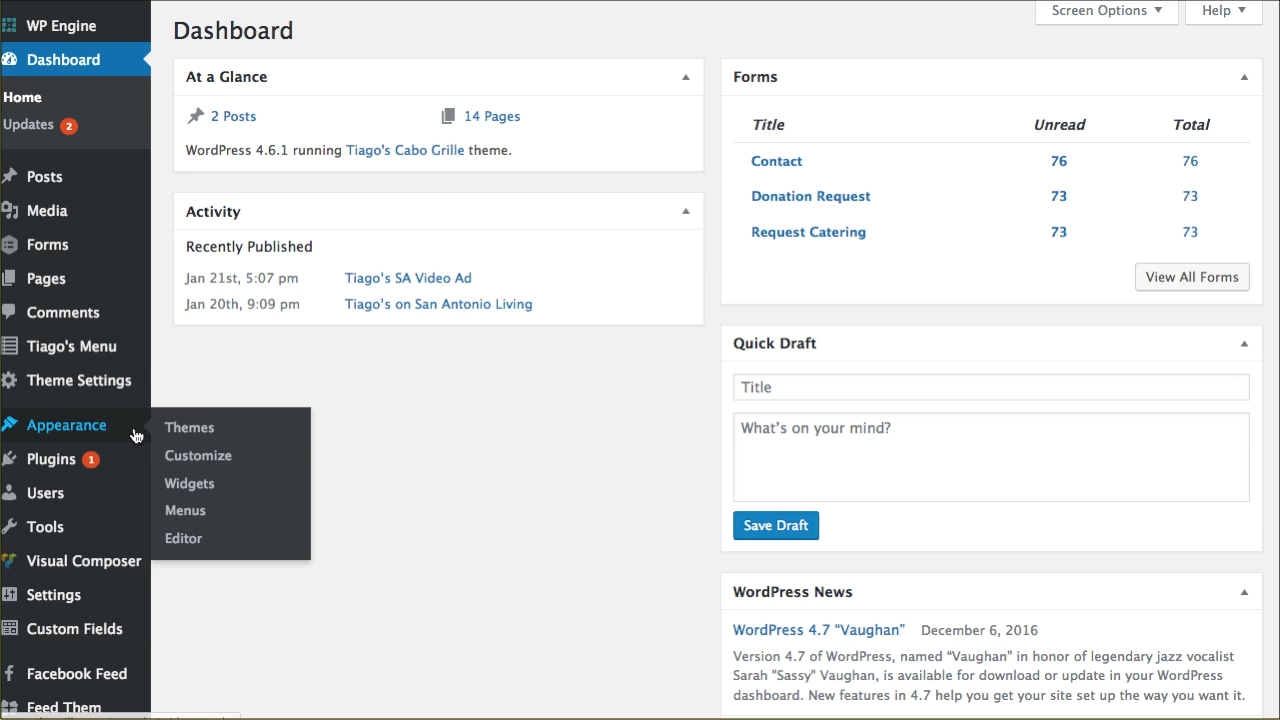 WP Engine
Dashboard
Home
Updates 2
Posts
Media
Forms
Pages
Comments
Tiago's Menu
Theme Settings
Appearance
Plugins 1
Users
Tools
Visual Composer
Settings
Custom Fields
Facebook Feed
Feed Them
Themes
Customize
Widgets
Menus
Editor
Screen Options
Help
Dashboard
At a Glance
2 Posts
14 Pages
WordPress 4.6.1 running Tiago's Cabo Grille theme.
Activity
Recently Published
Jan 21st, 5:07 pm Tiago's SA Video Ad
Jan 20th, 9:09 pm Tiago's on San Antonio Living
Forms
Title Unread Total
Contact 76 76
Donation Request 73 73
Request Catering 73 73
View All Forms
Quick Draft
Title
What's on your mind?
Save Draft
WordPress News
WordPress 4.7 “Vaughan” December 6, 2016
Version 4.7 of WordPress, named “Vaughan” in honor of legendary jazz vocalist
Sarah "Sassy" Vaughan, is available for download or update in your WordPress
dashboard. New features in 4.7 help you get your site set up the way you want it.